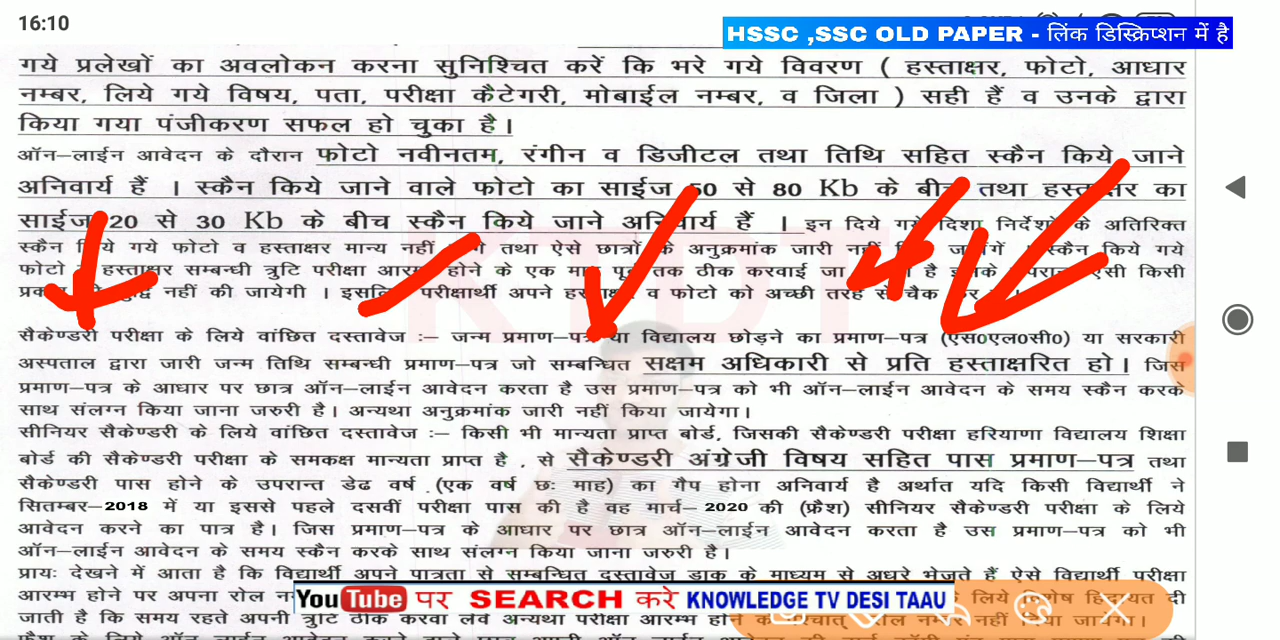 16:10
HSSC ,SSC OLD PAPER - लिंक डिस्क्रिप्शन में है
गये प्रलेखों का अवलोकन करना सुनिश्चित करें कि भरे गये विवरण ( हस्ताक्षर, फोटो, आधार
नम्बर, लिये गये विषय, पता, परीक्षा कैटेगरी, मोबाईल नम्बर, व जिला ) सही हैं व उनके द्वारा
किया गया पंजीकरण सफल हो चुका है।
ऑन–लाईन आवेदन के दौरान फोटो नवीनतम, रंगीन व डिजीटल तथा तिथि सहित स्कैन किये जाने
अनिवार्य हैं । स्कैन किये जाने वाले फोटो का साईज 50 से 80 Kb के बीच तथा हस्ताक्षर का
साईज 20 से 30 Kb के बीच स्कैन किये जाने अनिवार्य हैं । इन दिये गये दिशा निर्देशों के अतिरिक्त
स्कैन किये गये फोटो व हस्ताक्षर मान्य नहीं तथा ऐसे छात्रों के अनुक्रमांक जारी नहीं जायेगें स्कैन किये गये
फोटो हस्ताक्षर सम्बन्धी त्रुटि परीक्षा आरम्भ होने के एक माह पूर्व तक ठीक करवाई जा है इसके उपरान्त ऐसी किसी
नहीं की जायेगी । इसलिए परीक्षार्थी अपने हस्ताक्षर व फोटो को अच्छी तरह से चैक
KTDT
सैकेण्डरी परीक्षा के लिये वांछित दस्तावेज :– जन्म प्रमाण–पत्र या विद्यालय छोड़ने का प्रमाण–पत्र (एस0एल0सी0) या सरकारी
अस्पताल द्वारा जारी जन्म तिथि सम्बन्धी प्रमाण–पत्र जो सम्बन्धित सक्षम अधिकारी से प्रति हस्ताक्षरित हो। जिस
प्रमाण–पत्र के आधार पर छात्र ऑन–लाईन आवेदन करता है उस प्रमाण–पत्र को भी ऑन–लाईन आवेदन के समय स्कैन करके
साथ संलग्न किया जाना जरुरी है। अन्यथा अनुक्रमांक जारी नहीं किया जायेगा।
सीनियर सैकेण्डरी के लिये वांछित दस्तावेज :– किसी भी मान्यता प्राप्त बोर्ड, जिसकी सैकेण्डरी परीक्षा हरियाणा विद्यालय शिक्षा
बोर्ड की सैकेण्डरी परीक्षा के समकक्ष मान्यता प्राप्त है , से सैकेण्डरी अंग्रेजी विषय सहित पास प्रमाण–पत्र तथा
सैकेण्डरी पास होने के उपरान्त डेढ वर्ष (एक वर्ष छः माह) का गैप होना अनिवार्य है अर्थात यदि किसी विद्यार्थी ने
सितम्बर–2018 में या इससे पहले दसवीं परीक्षा पास की है वह मार्च– 2020 की (फ्रैश) सीनियर सैकेण्डरी परीक्षा के लिये
आवेदन करने का पात्र है। जिस प्रमाण–पत्र के आधार पर छात्र ऑन–लाईन आवेदन करता है उस प्रमाण–पत्र को भी
ऑन–लाईन आवेदन के समय स्कैन करके साथ संलग्न किया जाना जरुरी है।
प्रायः देखने में आता है कि विद्यार्थी अपने पात्रता से सम्बन्धित दस्तावेज डाक के माध्यम से अधूरे भेजते हैं ऐसे विद्यार्थी परीक्षा
आरम्भ होने पर अपना रोल के लिये विशेष हिदायत दी
YouTube पर SEARCH करे KNOWLEDGE TV DESI TAAU
जाती है कि समय रहते अपनी त्रुटि ठीक करवा लेवें अन्यथा परीक्षा आरम्भ होने के पश्चात् रोल नम्बर नहीं दिया जायेगा।